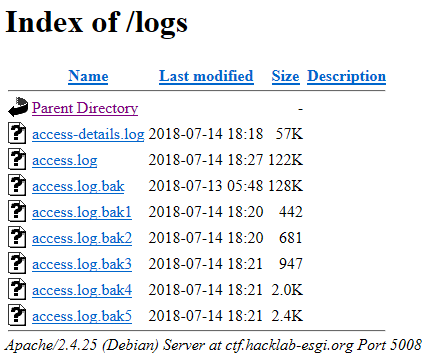 Index of /logs
Name Last modified Size Description
Parent Directory -
access-details.log 2018-07-14 18:18 57K
access.log 2018-07-14 18:27 122K
access.log.bak 2018-07-13 05:48 128K
access.log.bak1 2018-07-14 18:20 442
access.log.bak2 2018-07-14 18:20 681
access.log.bak3 2018-07-14 18:21 947
access.log.bak4 2018-07-14 18:21 2.0K
access.log.bak5 2018-07-14 18:21 2.4K
Apache/2.4.25 (Debian) Server at ctf.hacklab-esgi.org Port 5008